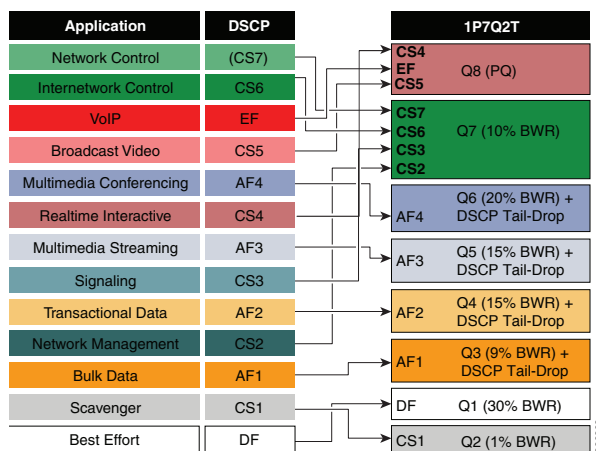 Application DSCP 1P7Q2T
Network Control (CS7)
Internetwork Control CS6
VoIP EF
Broadcast Video CS5
Multimedia Conferencing AF4
Realtime Interactive CS4
Multimedia Streaming AF3
Signaling CS3
Transactional Data AF2
Network Management CS2
Bulk Data AF1
Scavenger CS1
Best Effort DF
CS4
EF Q8 (PQ)
CS5
CS7
CS6 Q7 (10% BWR)
CS3
CS2
Q6 (20% BWR) +
AF4 DSCP Tail-Drop
Q5 (15% BWR) +
AF3 DSCP Tail-Drop
Q4 (15% BWR) +
AF2 DSCP Tail-Drop
Q3 (9% BWR) +
AF1 DSCP Tail-Drop
DF Q1 (30% BWR)
CS1 Q2 (1% BWR)